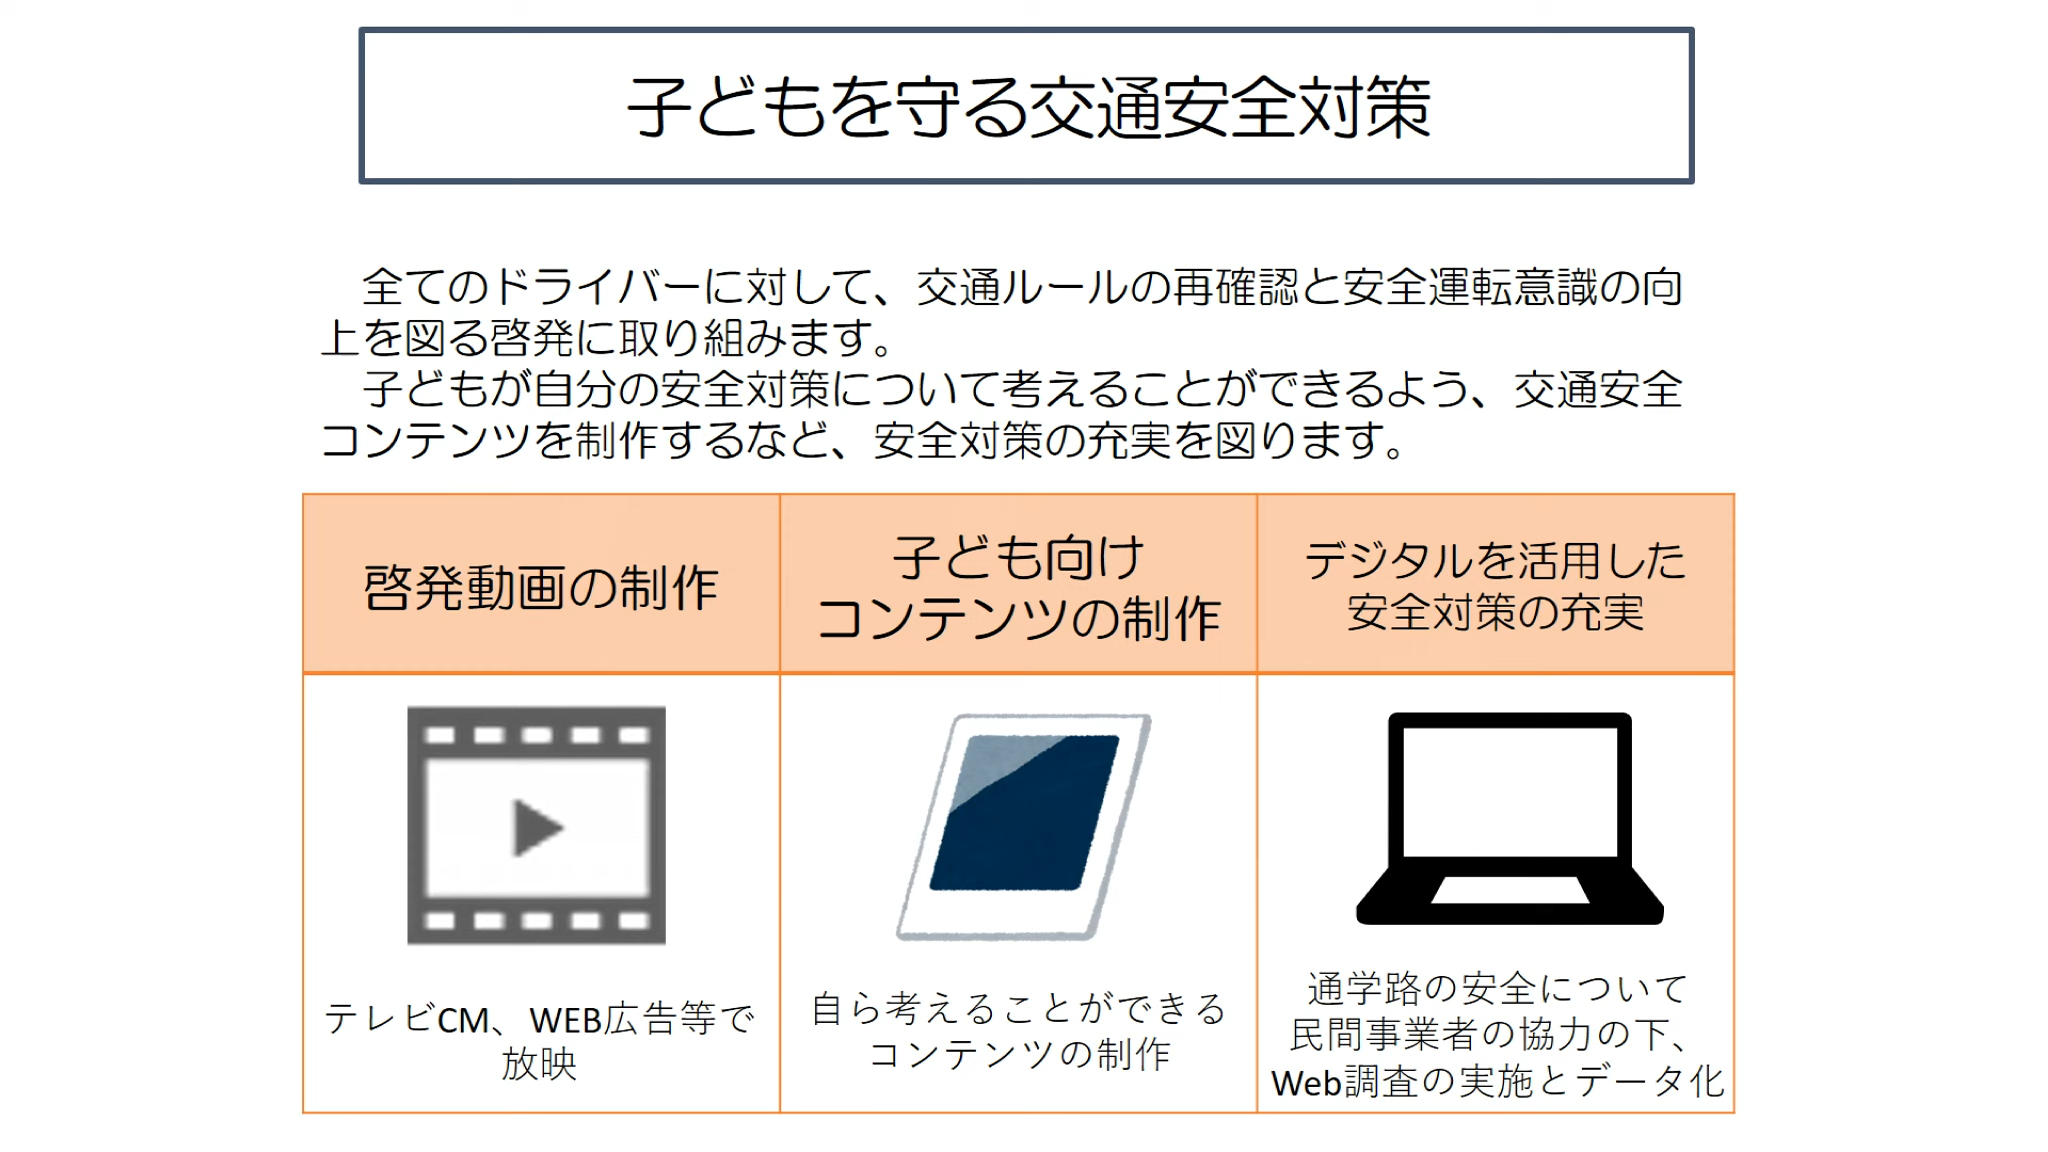 子どもを守る交通安全対策
全てのドライバーに対して、交通ルールの再確認と安全運転意識の向
上を図る啓発に取り組みます。
子どもが自分の安全対策について考えることができるよう、交通安全
コンテンツを制作するなど、安全対策の充実を図ります。
啓発動画の制作
子ども向け
コンテンツの制作
デジタルを活用した
安全対策の充実
テレビCM、WEB広告等で
放映
自ら考えることができる
コンテンツの制作
通学路の安全について
民間事業者の協力の下、
Web調査の実施とデータ化